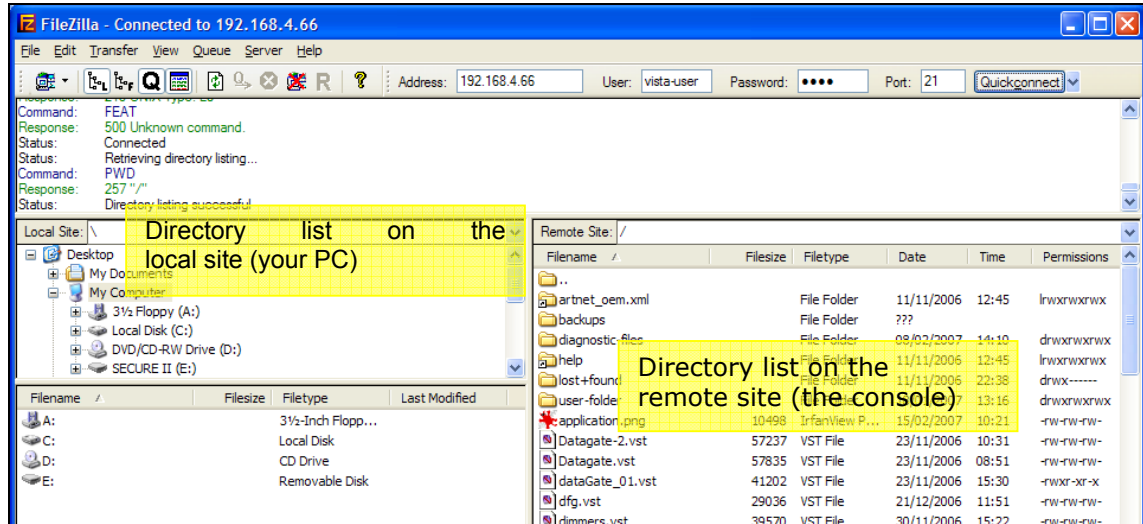 FileZilla - Connected to 192.168.4.66
File Edit Transfer View Queue Server Help
Address: 192.168.4.66 User: vista-user Password: •••• Port: 21 Quickconnect
Command: FEAT
Response: 500 Unknown command.
Status: Connected
Status: Retrieving directory listing...
Command: PWD
Response: 257 "/"
Status: Directory listing successful
Local Site: \
Directory list on the
local site (your PC)
Desktop
My Documents
My Computer
3½ Floppy (A:)
Local Disk (C:)
DVD/CD-RW Drive (D:)
SECURE II (E:)
Filename Filesize Filetype Last Modified
A: 3½-Inch Flopp...
C: Local Disk
D: CD Drive
E: Removable Disk
Remote Site: /
Filename Filesize Filetype Date Time Permissions
..
artnet_oem.xml File Folder 11/11/2006 12:45 lrwxrwxrwx
backups File Folder ???
diagnostic-files File Folder 08/02/2007 14:19 drwxrwxrwx
help File Folder 11/11/2006 12:45 lrwxrwxrwx
lost+found File Folder 11/11/2006 22:38 drwx------
user-folder File Folder 13:16 drwxrwxrwx
Directory list on the
remote site (the console)
application.png 10498 IrfanView P... 15/02/2007 10:21 -rw-rw-rw-
Datagate-2.vst 57237 VST File 23/11/2006 10:31 -rw-rw-rw-
Datagate.vst 57835 VST File 23/11/2006 08:51 -rw-rw-rw-
dataGate_01.vst 41202 VST File 23/11/2006 15:30 -rwxr-xr-x
dfg.vst 29036 VST File 21/12/2006 11:51 -rw-rw-rw-
dimmers.vst 39570 VST File 30/11/2006 15:22 -rw-rw-rw-